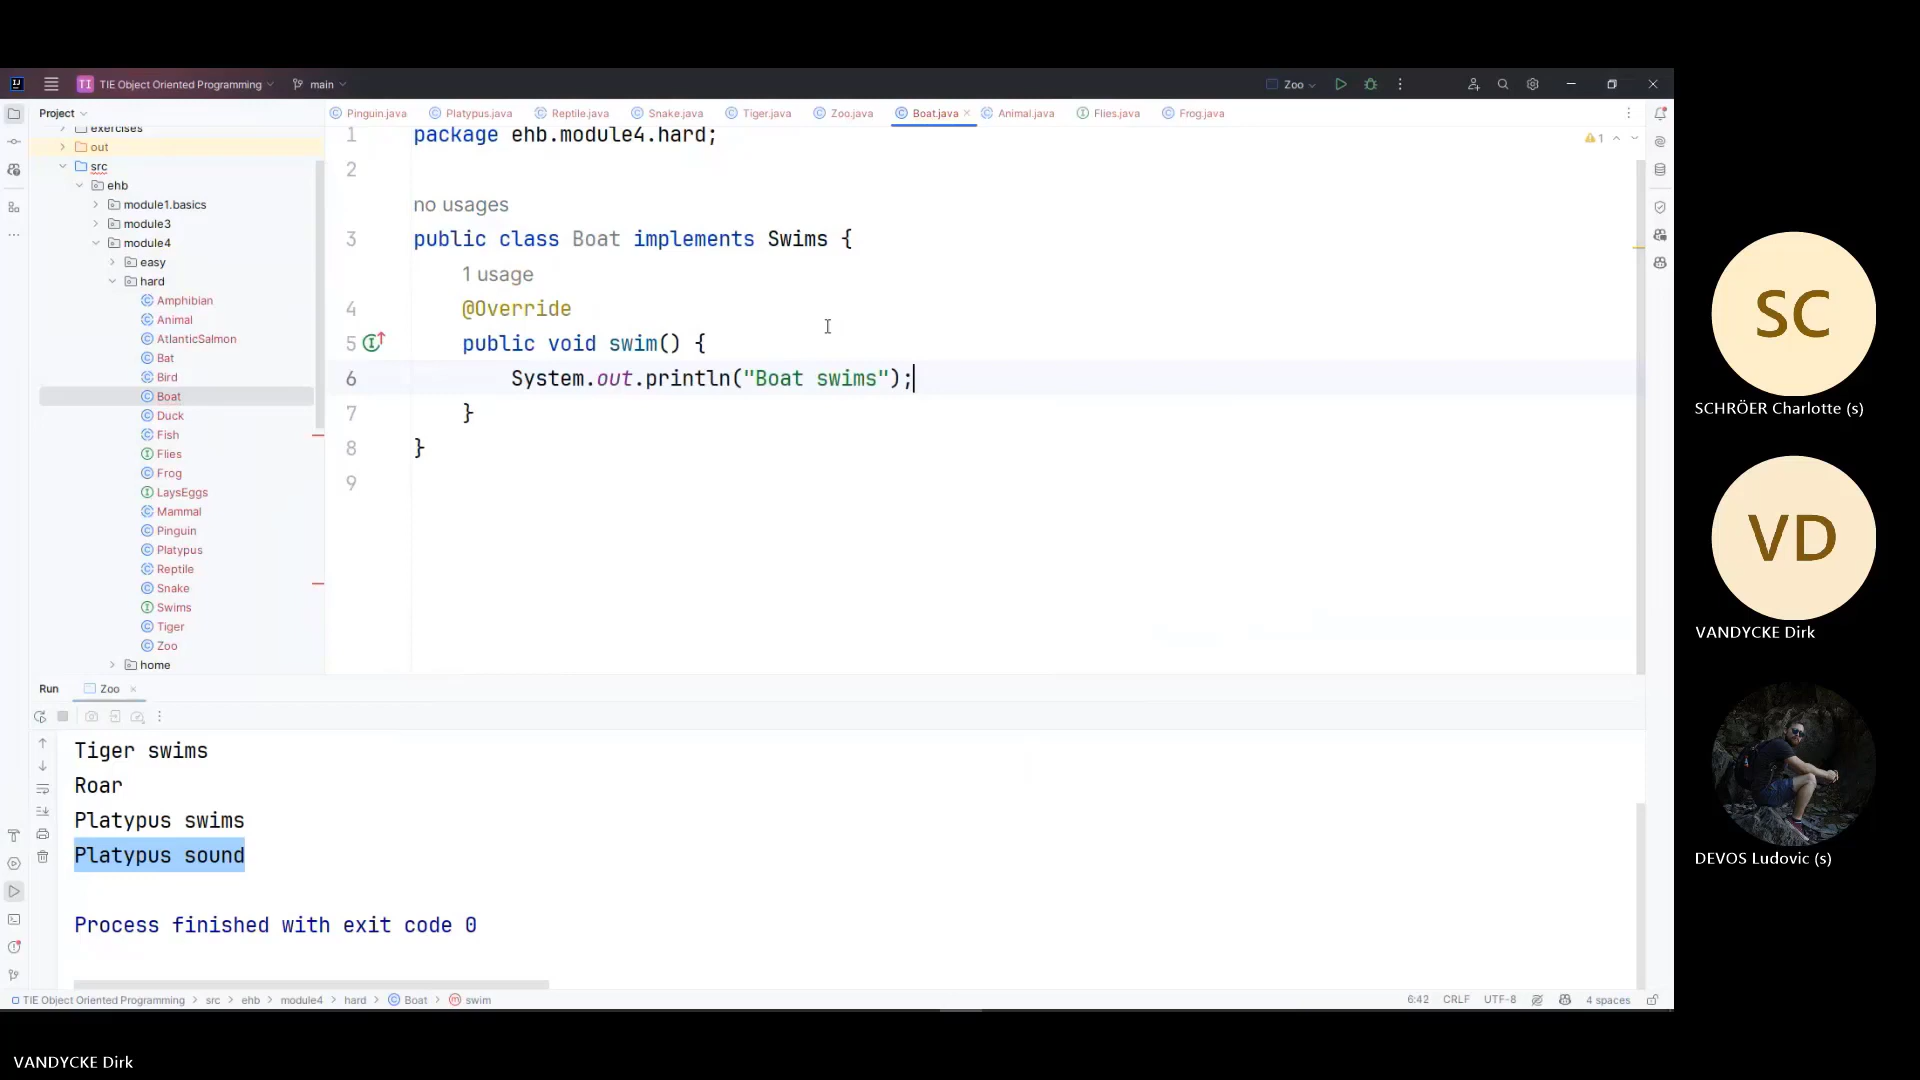 TI TIE Object Oriented Programming main Zoo
Project
Pinguin.java Platypus.java Reptile.java Snake.java Tiger.java Zoo.java Boat.java Animal.java Flies.java Frog.java
exercises
out
src
ehb
module1.basics
module3
module4
easy
hard
Amphibian
Animal
AtlanticSalmon
Bat
Bird
Boat
Duck
Fish
Flies
Frog
LaysEggs
Mammal
Pinguin
Platypus
Reptile
Snake
Swims
Tiger
Zoo
home
1 package ehb.module4.hard;
1
2
no usages
3 public class Boat implements Swims {
1 usage
4 @Override
5 public void swim() {
6 System.out.println("Boat swims");
7 }
8 }
9
Run Zoo
Tiger swims
Roar
Platypus swims
Platypus sound
Process finished with exit code 0
TIE Object Oriented Programming > src > ehb > module4 > hard > Boat > swim
6:42 CRLF UTF-8 4 spaces
SC
SCHRÖER Charlotte (s)
VD
VANDYCKE Dirk
DEVOS Ludovic (s)
VANDYCKE Dirk